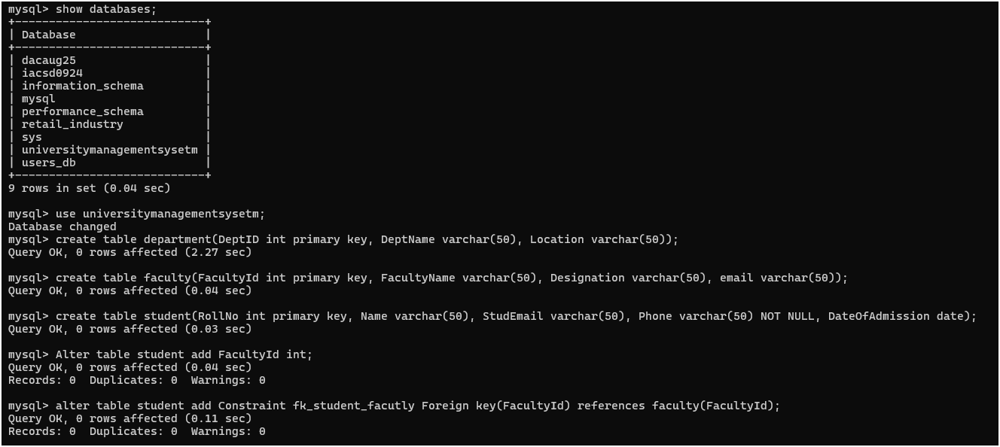 mysql> show databases;
+----------------------------+
| Database                   |
+----------------------------+
| dacaug25                   |
| iacsd0924                  |
| information_schema         |
| mysql                      |
| performance_schema         |
| retail_industry            |
| sys                        |
| universitymanagementsysetm |
| users_db                   |
+----------------------------+
9 rows in set (0.04 sec)

mysql> use universitymanagementsysetm;
Database changed
mysql> create table department(DeptID int primary key, DeptName varchar(50), Location varchar(50));
Query OK, 0 rows affected (2.27 sec)

mysql> create table faculty(FacultyId int primary key, FacultyName varchar(50), Designation varchar(50), email varchar(50));
Query OK, 0 rows affected (0.04 sec)

mysql> create table student(RollNo int primary key, Name varchar(50), StudEmail varchar(50), Phone varchar(50) NOT NULL, DateOfAdmission date);
Query OK, 0 rows affected (0.03 sec)

mysql> Alter table student add FacultyId int;
Query OK, 0 rows affected (0.04 sec)
Records: 0  Duplicates: 0  Warnings: 0

mysql> alter table student add Constraint fk_student_facutly Foreign key(FacultyId) references faculty(FacultyId);
Query OK, 0 rows affected (0.11 sec)
Records: 0  Duplicates: 0  Warnings: 0